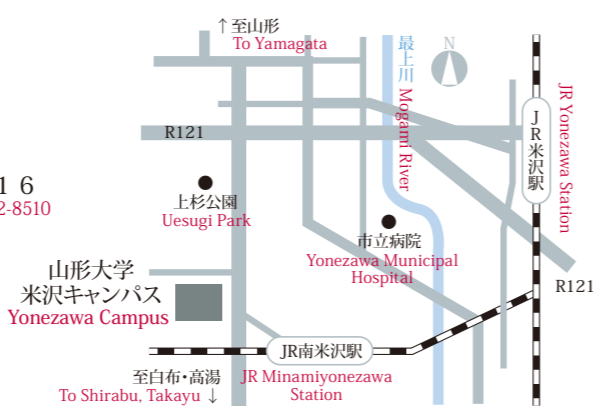 ↑至山形
To Yamagata
最上川
Mogami River
N
JR米沢駅
JR Yonezawa Station
R121
１６
2-8510
上杉公園
Uesugi Park
市立病院
Yonezawa Municipal
Hospital
R121
山形大学
米沢キャンパス
Yonezawa Campus
JR南米沢駅
JR Minamiyonezawa
Station
至白布・高湯
To Shirabu, Takayu ↓